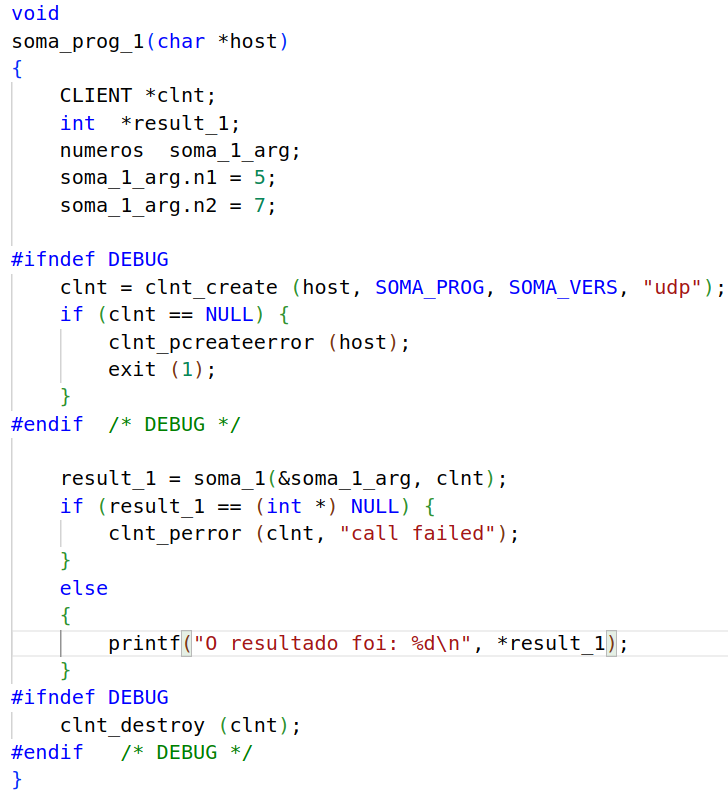 void
soma_prog_1(char *host)
{
    CLIENT *clnt;
    int  *result_1;
    numeros  soma_1_arg;
    soma_1_arg.n1 = 5;
    soma_1_arg.n2 = 7;

#ifndef DEBUG
    clnt = clnt_create (host, SOMA_PROG, SOMA_VERS, "udp");
    if (clnt == NULL) {
        clnt_pcreateerror (host);
        exit (1);
    }
#endif  /* DEBUG */

    result_1 = soma_1(&soma_1_arg, clnt);
    if (result_1 == (int *) NULL) {
        clnt_perror (clnt, "call failed");
    }
    else
    {
        printf("O resultado foi: %d\n", *result_1);
    }
#ifndef DEBUG
    clnt_destroy (clnt);
#endif   /* DEBUG */
}